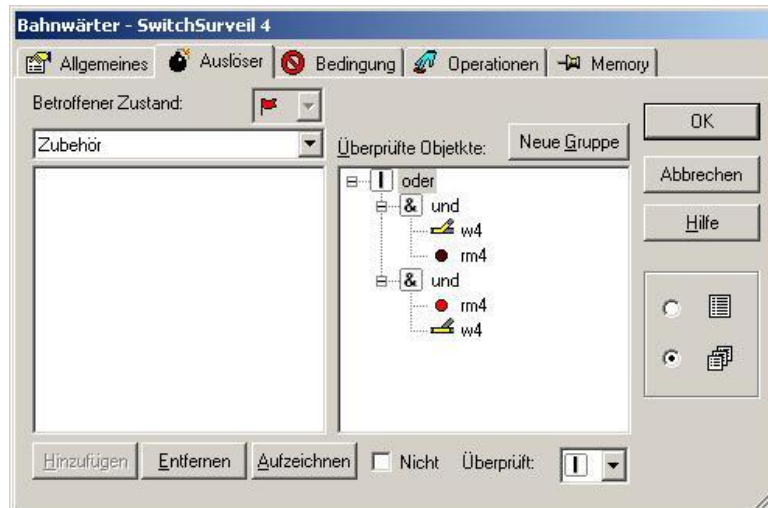 Bahnwärter - SwitchSurveil 4
Allgemeines Auslöser Bedingung Operationen Memory
Betroffener Zustand:
Zubehör
Überprüfte Objetkte: Neue Gruppe
oder
& und
w4
rm4
& und
rm4
w4
OK
Abbrechen
Hilfe
Hinzufügen Entfernen Aufzeichnen Nicht Überprüft: